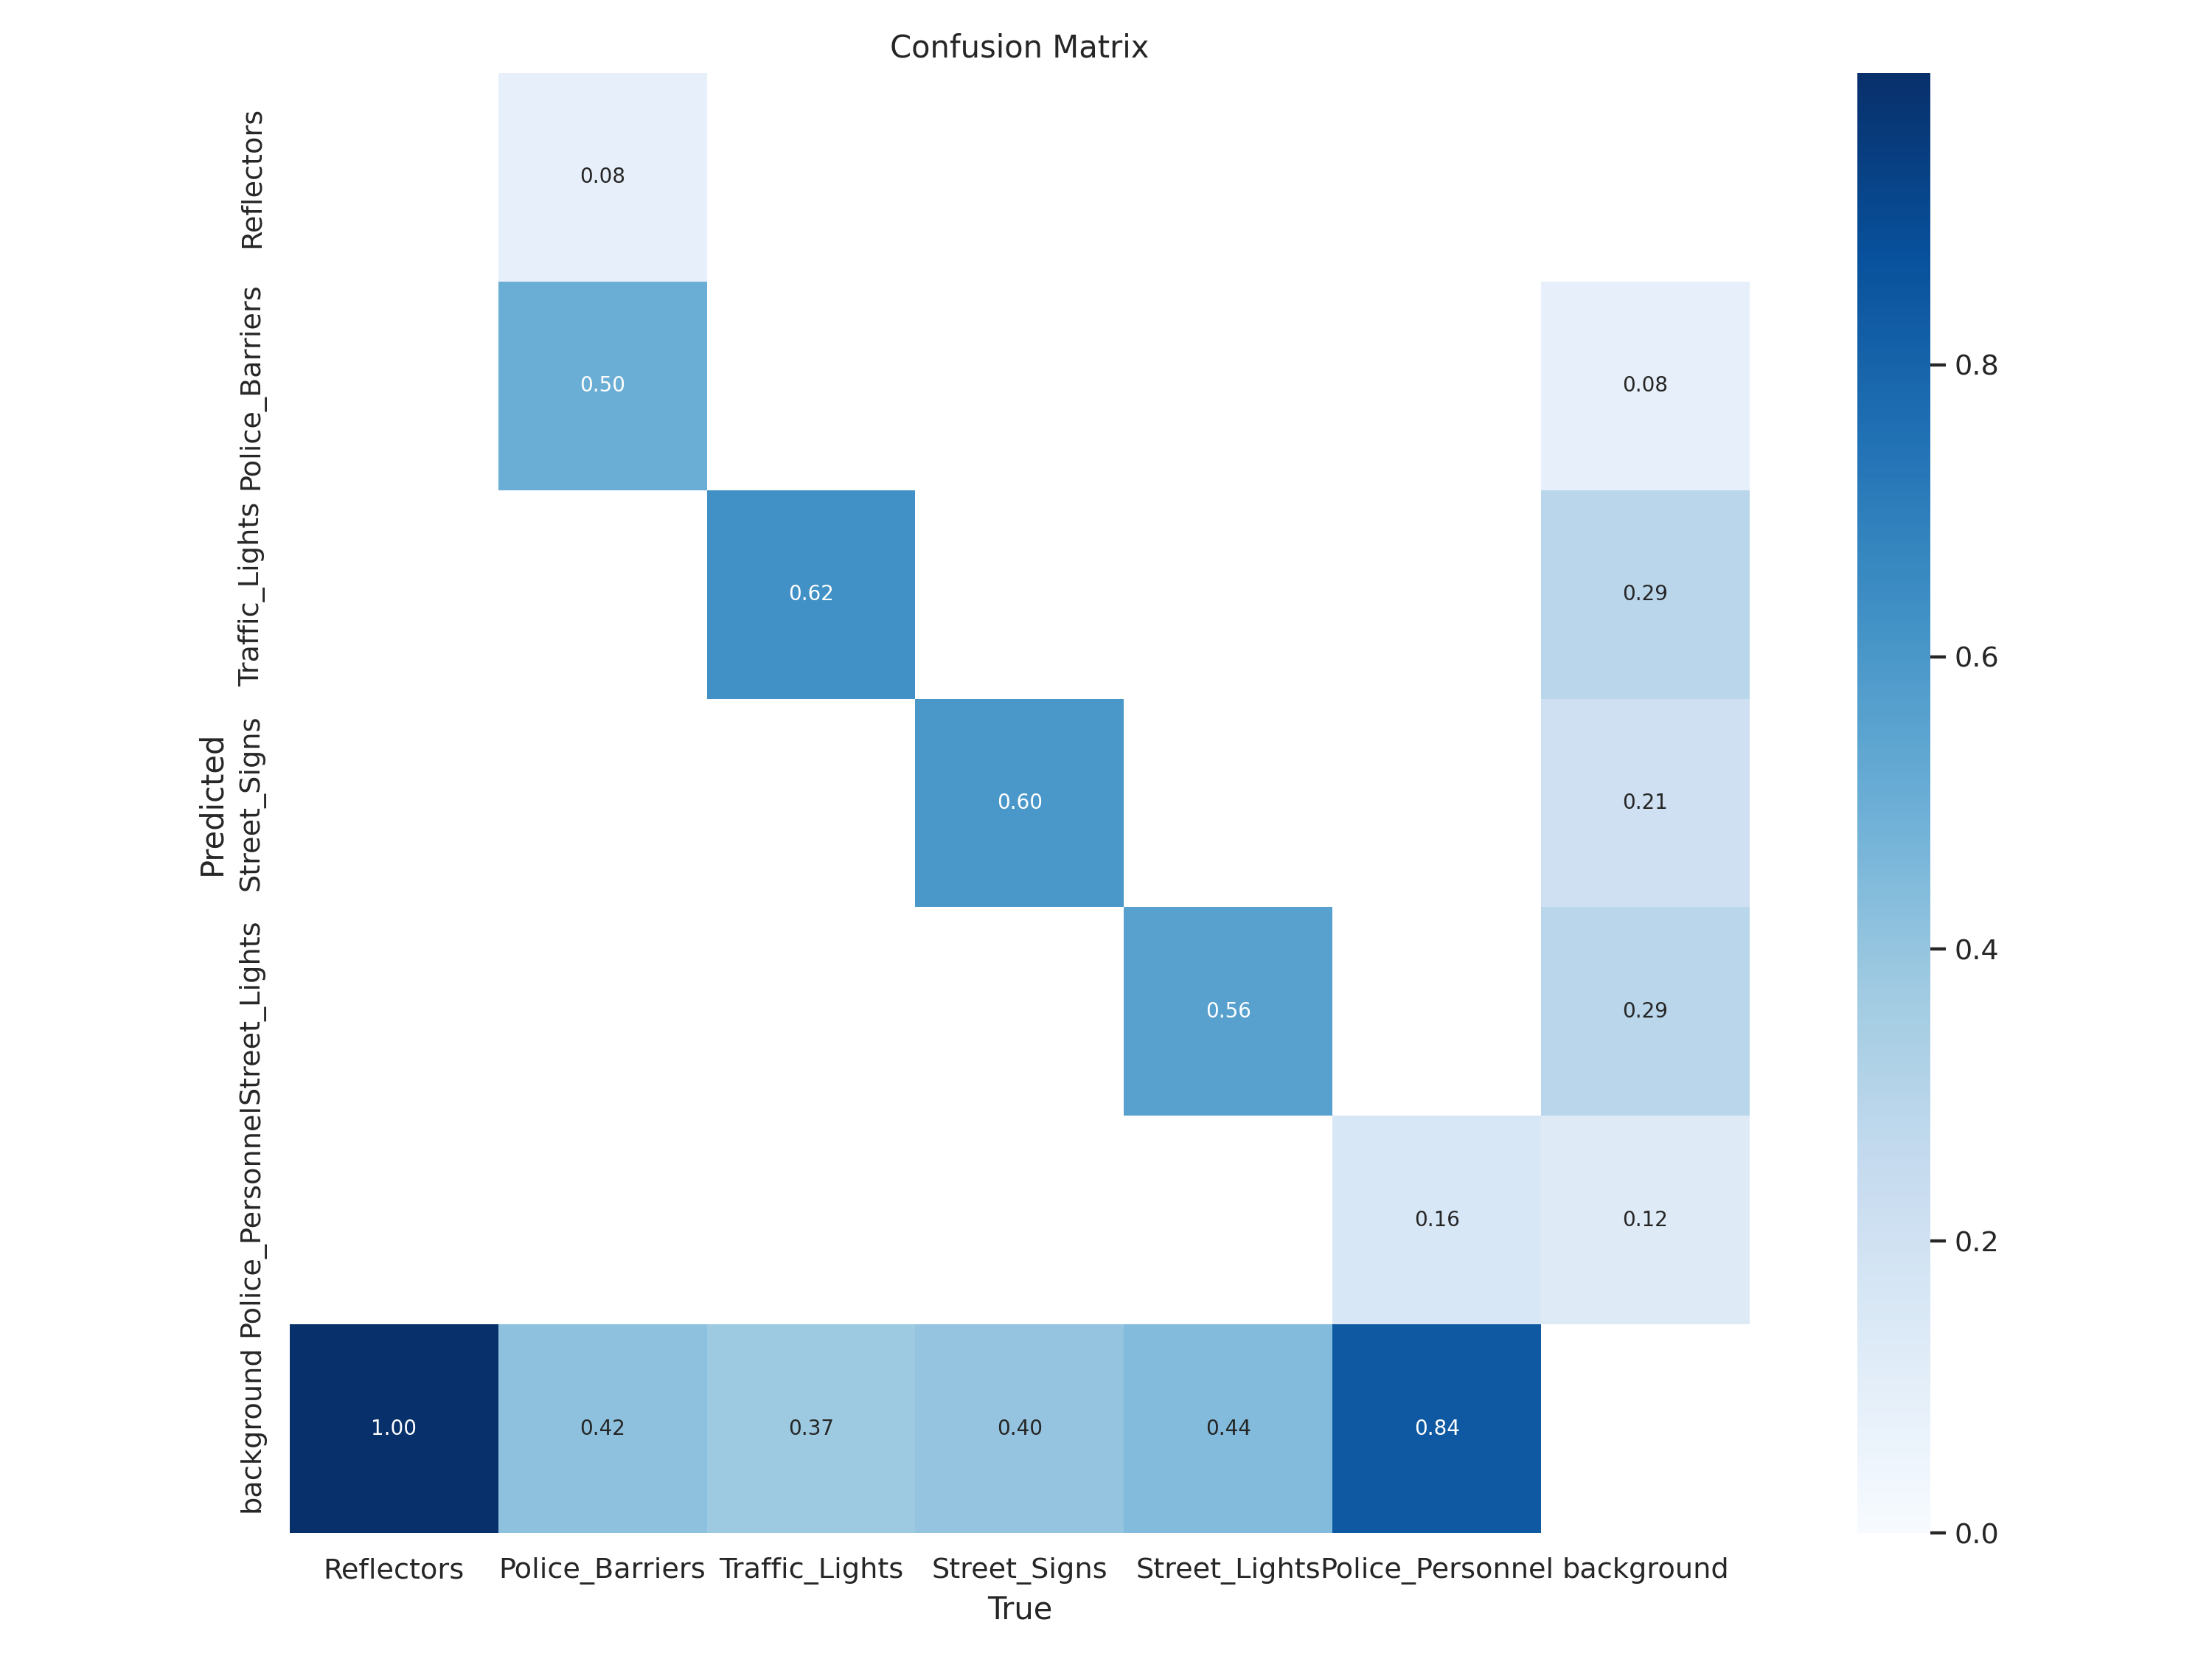 Confusion Matrix
Reflectors
0.08
Police_Barriers
0.50
0.08
Traffic_Lights
0.62
0.29
Street_Signs
0.60
0.21
Street_Lights
0.56
0.29
Police_Personnel
0.16
0.12
background
1.00
0.42
0.37
0.40
0.44
0.84
Predicted
Reflectors
Police_Barriers
Traffic_Lights
Street_Signs
Street_Lights
Police_Personnel
background
True
0.8
0.6
0.4
0.2
0.0